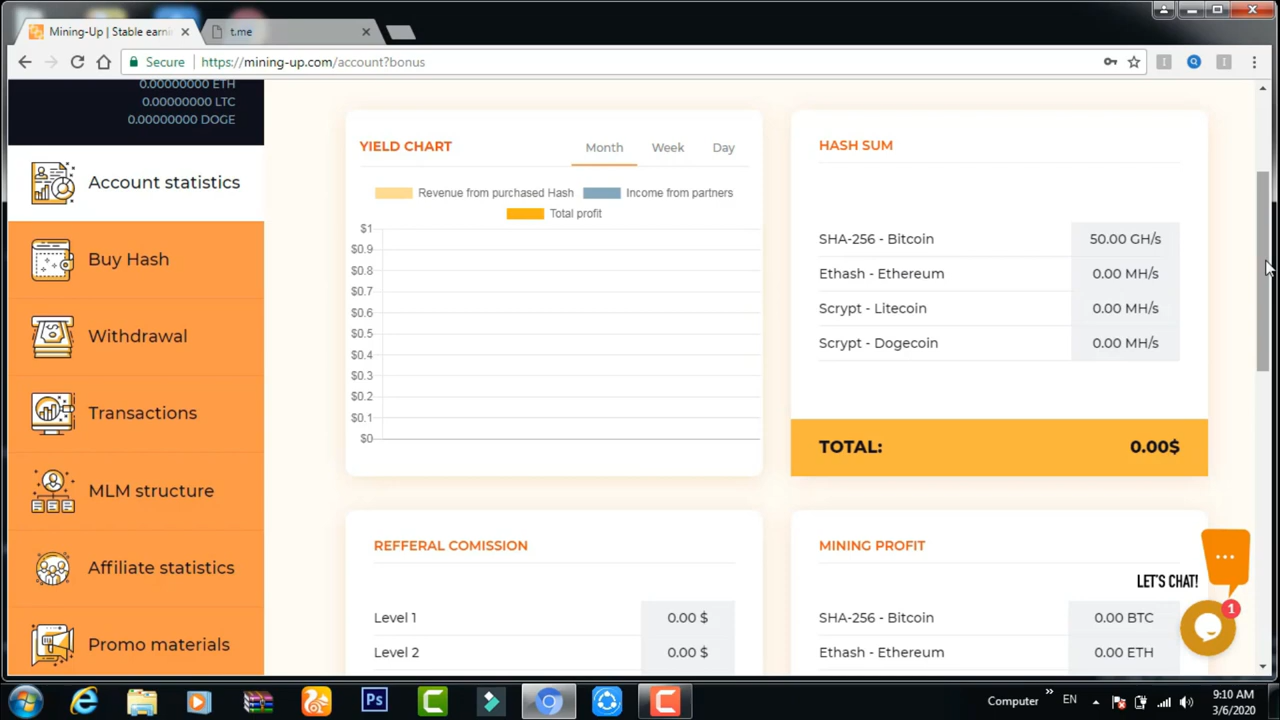 Mining-Up | Stable earni
t.me
Secure
https://mining-up.com/account?bonus
0.00000000 ETH
0.00000000 LTC
0.00000000 DOGE
Account statistics
Buy Hash
Withdrawal
Transactions
MLM structure
Affiliate statistics
Promo materials
YIELD CHART
Month Week Day
Revenue from purchased Hash Income from partners
Total profit
$1
$0.9
$0.8
$0.7
$0.6
$0.5
$0.4
$0.3
$0.2
$0.1
$0
HASH SUM
SHA-256 - Bitcoin 50.00 GH/s
Ethash - Ethereum 0.00 MH/s
Scrypt - Litecoin 0.00 MH/s
Scrypt - Dogecoin 0.00 MH/s
TOTAL: 0.00$
REFFERAL COMISSION
Level 1 0.00 $
Level 2 0.00 $
MINING PROFIT
SHA-256 - Bitcoin 0.00 BTC
Ethash - Ethereum 0.00 ETH
LET'S CHAT!
1
Ps
Computer
EN
9:10 AM
3/6/2020